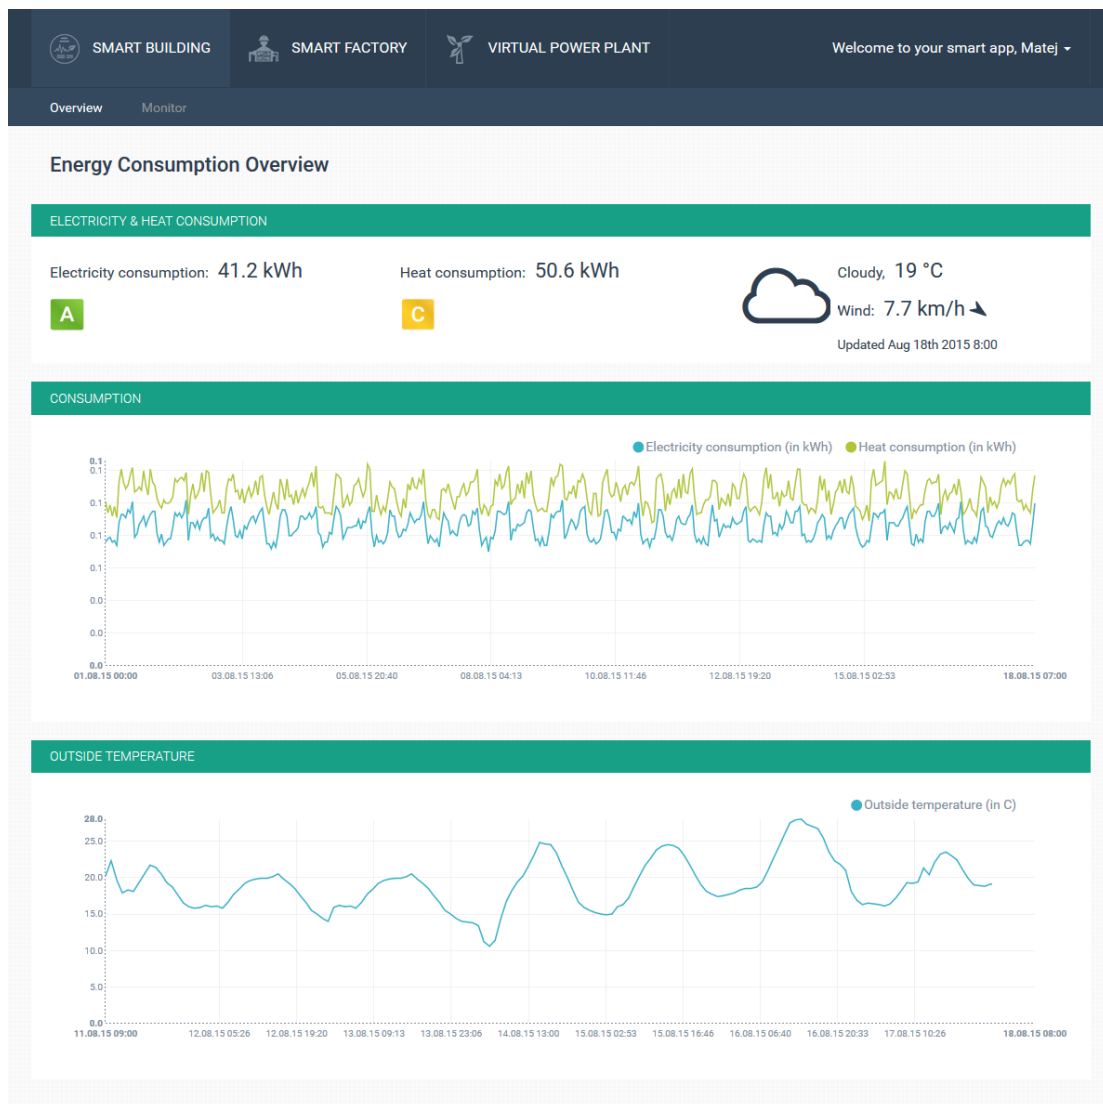 SMART BUILDING SMART FACTORY VIRTUAL POWER PLANT Welcome to your smart app, Matej
Overview Monitor
Energy Consumption Overview
ELECTRICITY & HEAT CONSUMPTION
Electricity consumption: 41.2 kWh Heat consumption: 50.6 kWh Cloudy, 19 °C
A C Wind: 7.7 km/h
Updated Aug 18th 2015 8:00
CONSUMPTION
Electricity consumption (in kWh) Heat consumption (in kWh)
0.1
0.1
0.1
0.1
0.1
0.0
0.0
0.0
01.08.15 00:00 03.08.15 13:06 05.08.15 20:40 08.08.15 04:13 10.08.15 11:46 12.08.15 19:20 15.08.15 02:53 18.08.15 07:00
OUTSIDE TEMPERATURE
Outside temperature (in C)
28.0
25.0
20.0
15.0
10.0
5.0
0.0
11.08.15 09:00 12.08.15 05:26 12.08.15 19:20 13.08.15 09:13 13.08.15 23:06 14.08.15 13:00 15.08.15 02:53 15.08.15 16:46 16.08.15 06:40 16.08.15 20:33 17.08.15 10:26 18.08.15 08:00